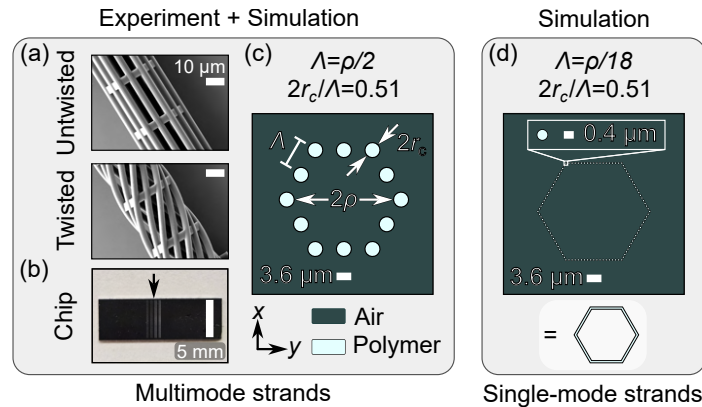 Experiment + Simulation
Simulation
(a)
10 μm
Untwisted
Twisted
(b)
Chip
5 mm
(c)
Λ=ρ/2
2r_c/Λ=0.51
Λ
2r_c
2ρ
3.6 μm
x
y
Air
Polymer
(d)
Λ=ρ/18
2r_c/Λ=0.51
0.4 μm
3.6 μm
=
Multimode strands
Single-mode strands